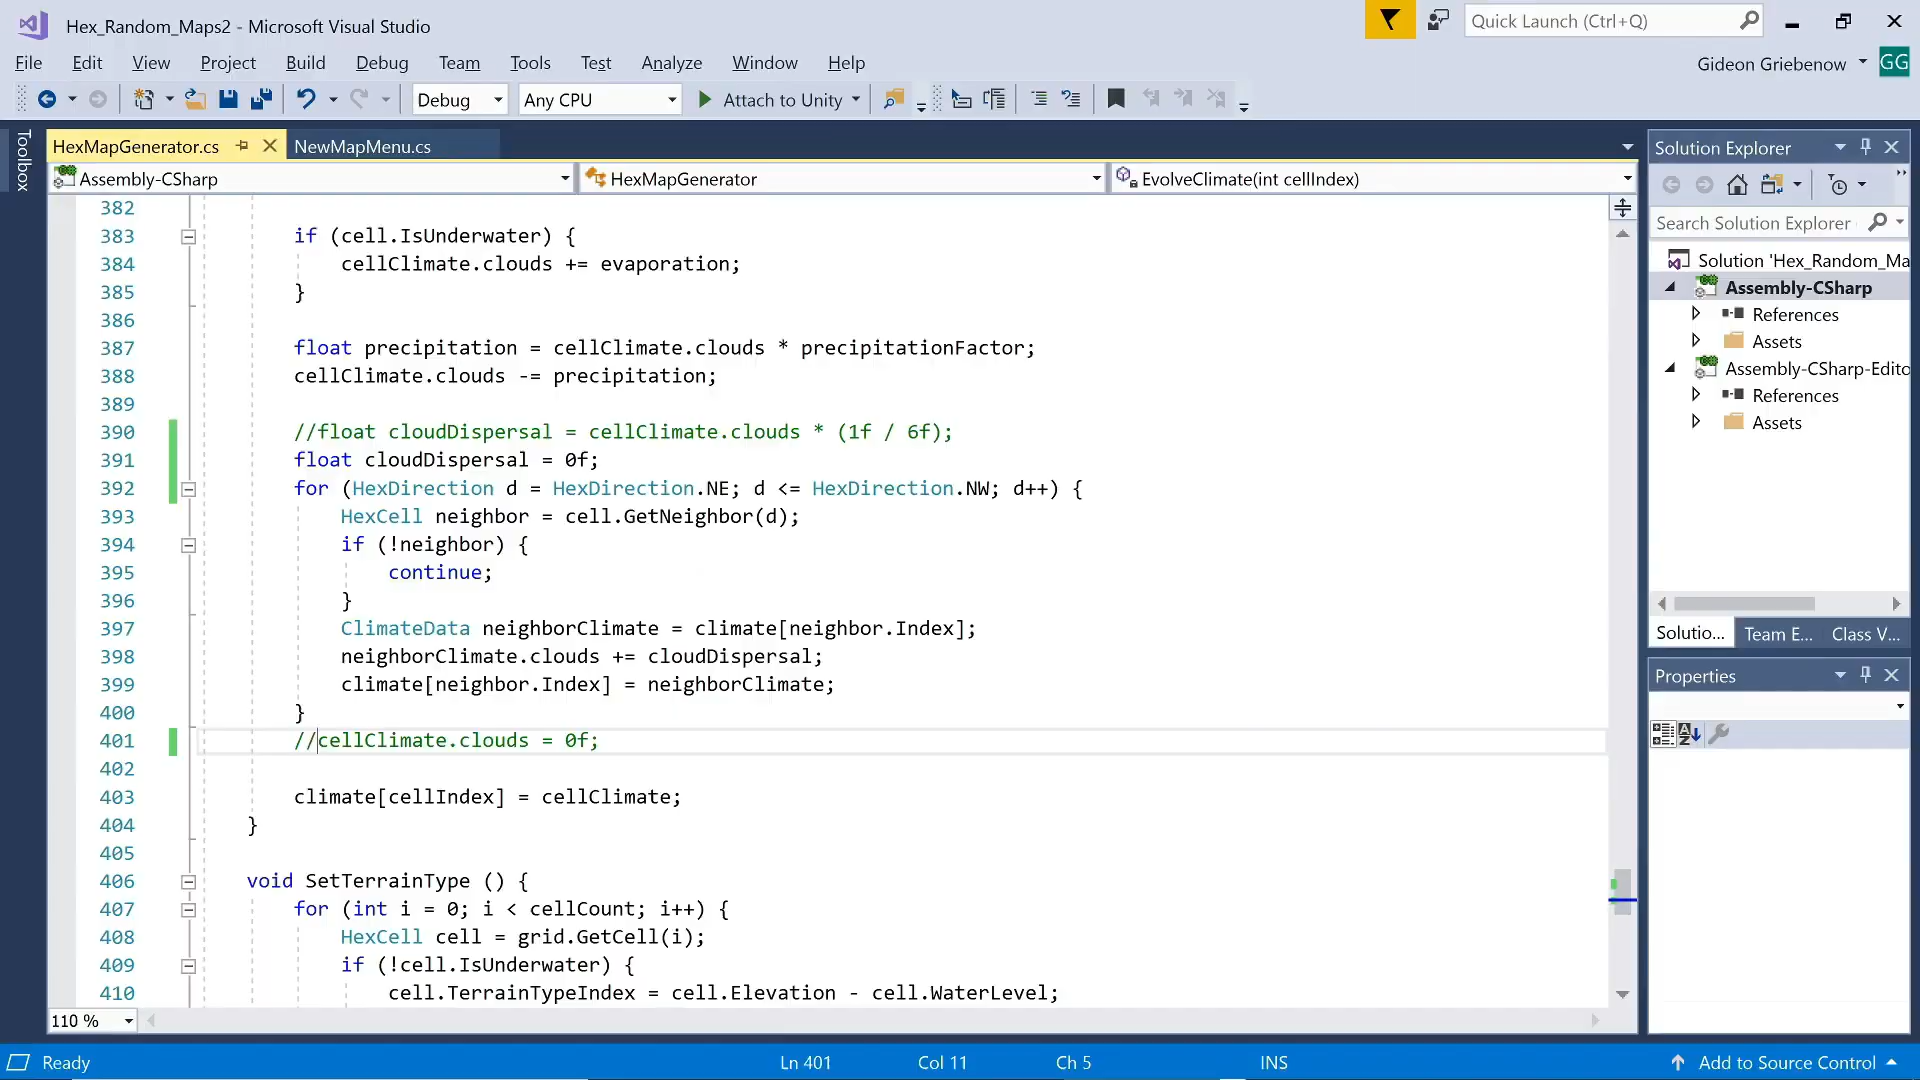 Hex_Random_Maps2 - Microsoft Visual Studio
Quick Launch (Ctrl+Q)
File Edit View Project Build Debug Team Tools Test Analyze Window Help
Gideon Griebenow GG
Debug Any CPU Attach to Unity
Toolbox
HexMapGenerator.cs NewMapMenu.cs
Assembly-CSharp HexMapGenerator EvolveClimate(int cellIndex)
382
383 if (cell.IsUnderwater) {
384 cellClimate.clouds += evaporation;
385 }
386
387 float precipitation = cellClimate.clouds * precipitationFactor;
388 cellClimate.clouds -= precipitation;
389
390 //float cloudDispersal = cellClimate.clouds * (1f / 6f);
391 float cloudDispersal = 0f;
392 for (HexDirection d = HexDirection.NE; d <= HexDirection.NW; d++) {
393 HexCell neighbor = cell.GetNeighbor(d);
394 if (!neighbor) {
395 continue;
396 }
397 ClimateData neighborClimate = climate[neighbor.Index];
398 neighborClimate.clouds += cloudDispersal;
399 climate[neighbor.Index] = neighborClimate;
400 }
401 //cellClimate.clouds = 0f;
402
403 climate[cellIndex] = cellClimate;
404 }
405
406 void SetTerrainType () {
407 for (int i = 0; i < cellCount; i++) {
408 HexCell cell = grid.GetCell(i);
409 if (!cell.IsUnderwater) {
410 cell.TerrainTypeIndex = cell.Elevation - cell.WaterLevel;
110 %
Solution Explorer
Search Solution Explorer
Solution 'Hex_Random_Ma
Assembly-CSharp
References
Assets
Assembly-CSharp-Edito
References
Assets
Solutio... Team E... Class V...
Properties
Ready Ln 401 Col 11 Ch 5 INS Add to Source Control